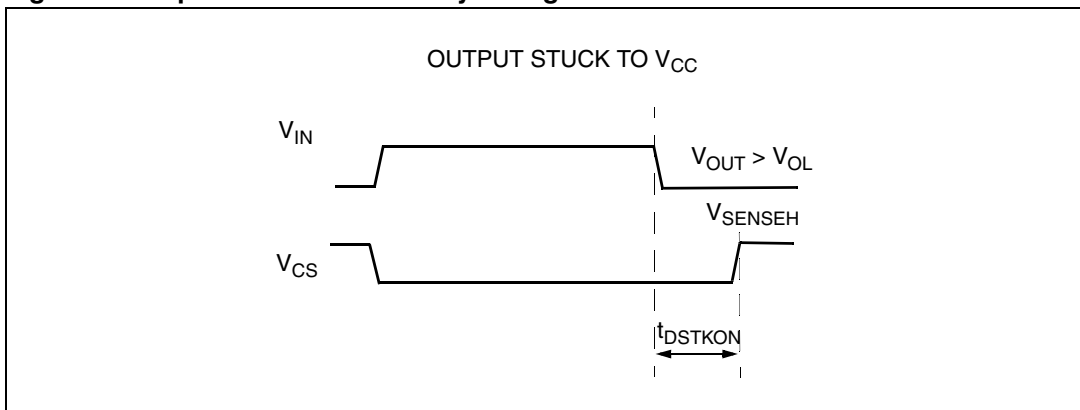 OUTPUT STUCK TO VCC
VIN
VOUT > VOL
VSENSEH
VCS
tDSTKON